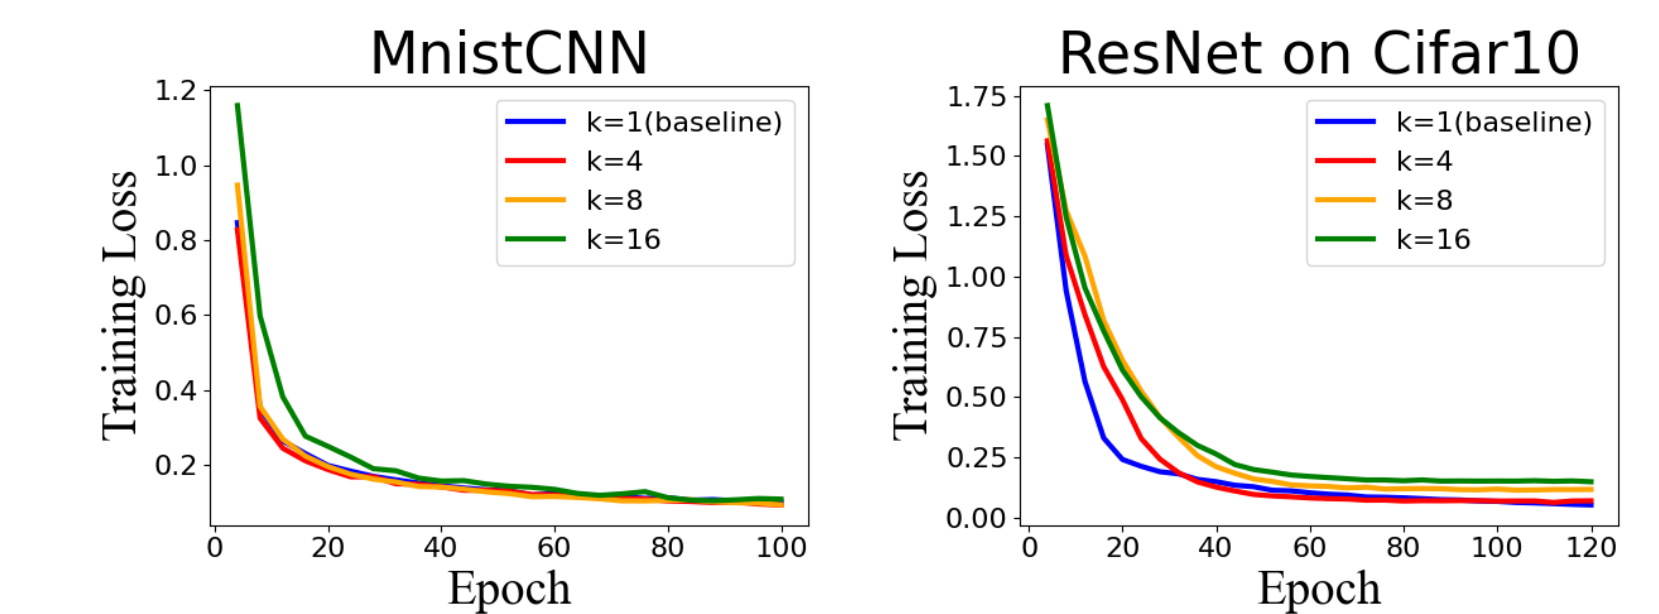 MnistCNN
Training Loss
1.2
1.0
0.8
0.6
0.4
0.2
k=1(baseline)
k=4
k=8
k=16
0 20 40 60 80 100
Epoch
ResNet on Cifar10
Training Loss
1.75
1.50
1.25
1.00
0.75
0.50
0.25
0.00
k=1(baseline)
k=4
k=8
k=16
0 20 40 60 80 100 120
Epoch